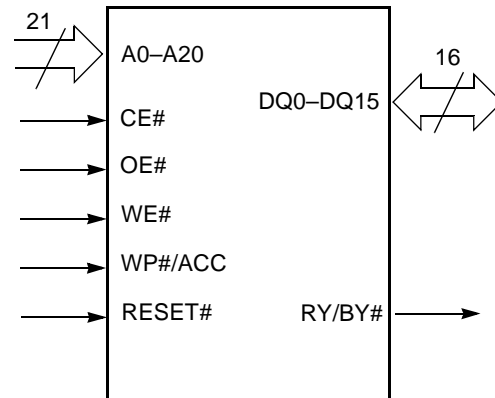 21
A0–A20
16
DQ0–DQ15
CE#
OE#
WE#
WP#/ACC
RESET#
RY/BY#